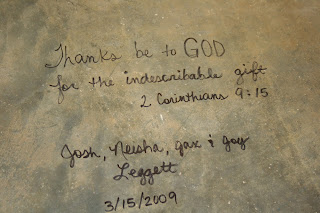 Thanks be to GOD
for the indescribable gift
2 Corinthians 9:15
Josh, Neisha, Jax & Joy
Leggett
3/15/2009